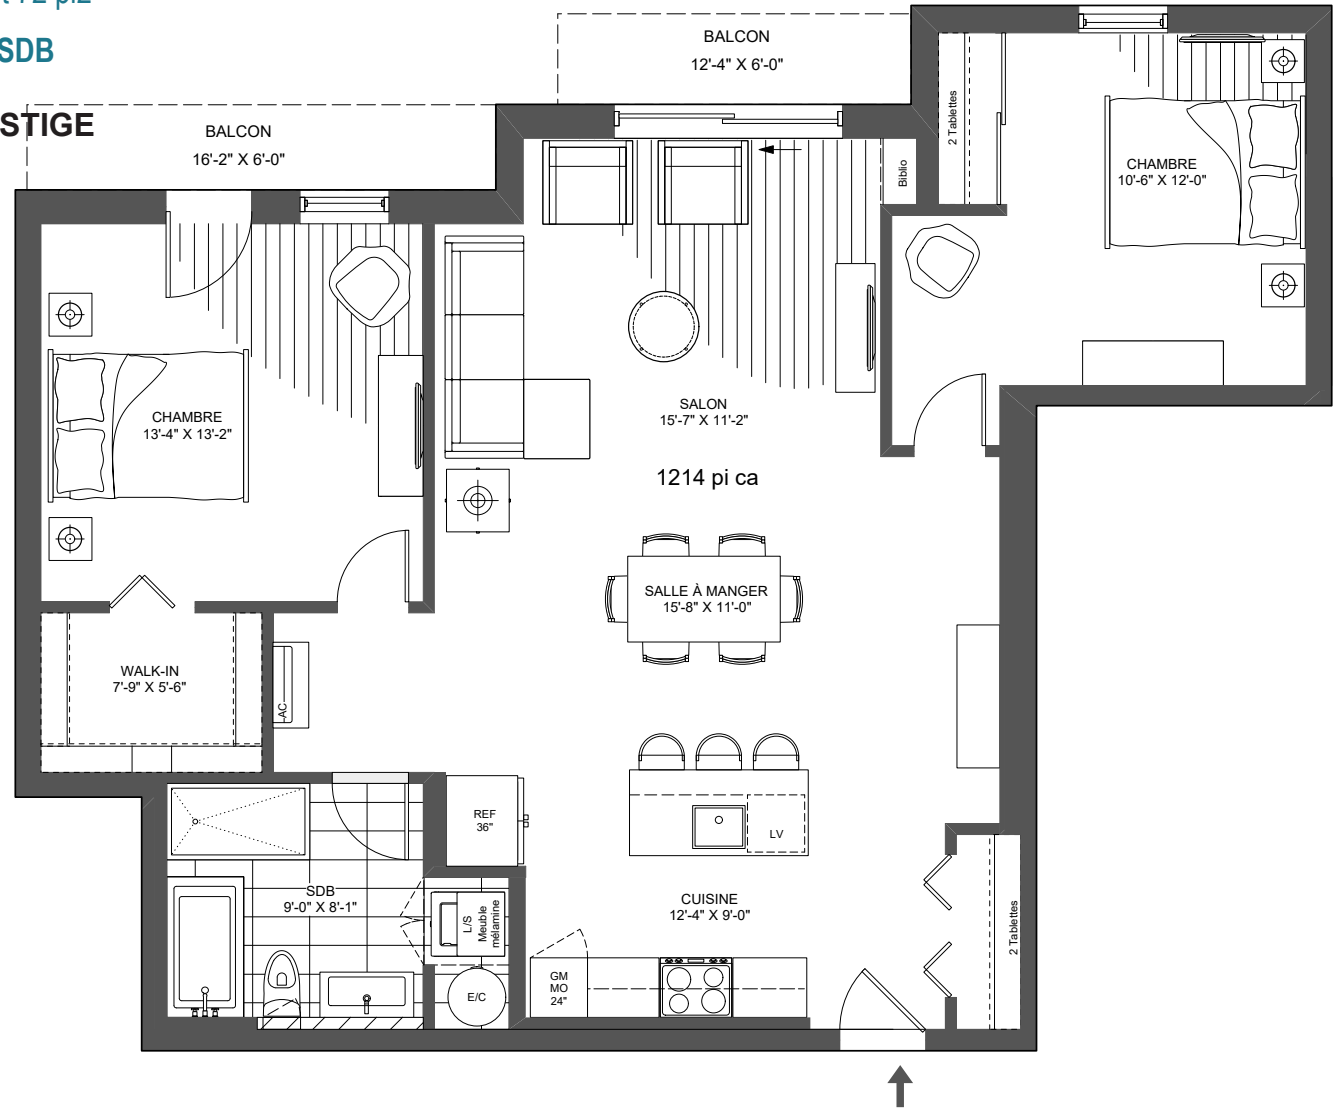 SDB
STIGE
BALCON
12'-4" X 6'-0"
BALCON
16'-2" X 6'-0"
2 Tablettes
CHAMBRE
10'-6" X 12'-0"
Biblio
CHAMBRE
13'-4" X 13'-2"
SALON
15'-7" X 11'-2"
1214 pi ca
SALLE À MANGER
15'-8" X 11'-0"
WALK-IN
7'-9" X 5'-6"
AC
REF
36"
LV
SDB
9'-0" X 8'-1"
L/S
Meuble
mélamine
CUISINE
12'-4" X 9'-0"
2 Tablettes
GM
MO
24"
E/C